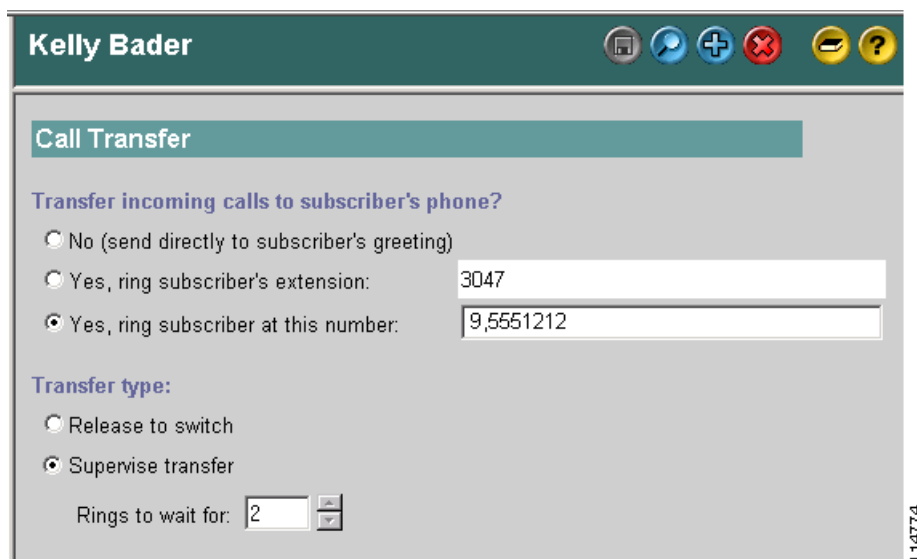 Kelly Bader
?
Call Transfer
Transfer incoming calls to subscriber's phone?
No (send directly to subscriber's greeting)
Yes, ring subscriber's extension: 3047
Yes, ring subscriber at this number: 9,5551212
Transfer type:
Release to switch
Supervise transfer
Rings to wait for: 2
14774